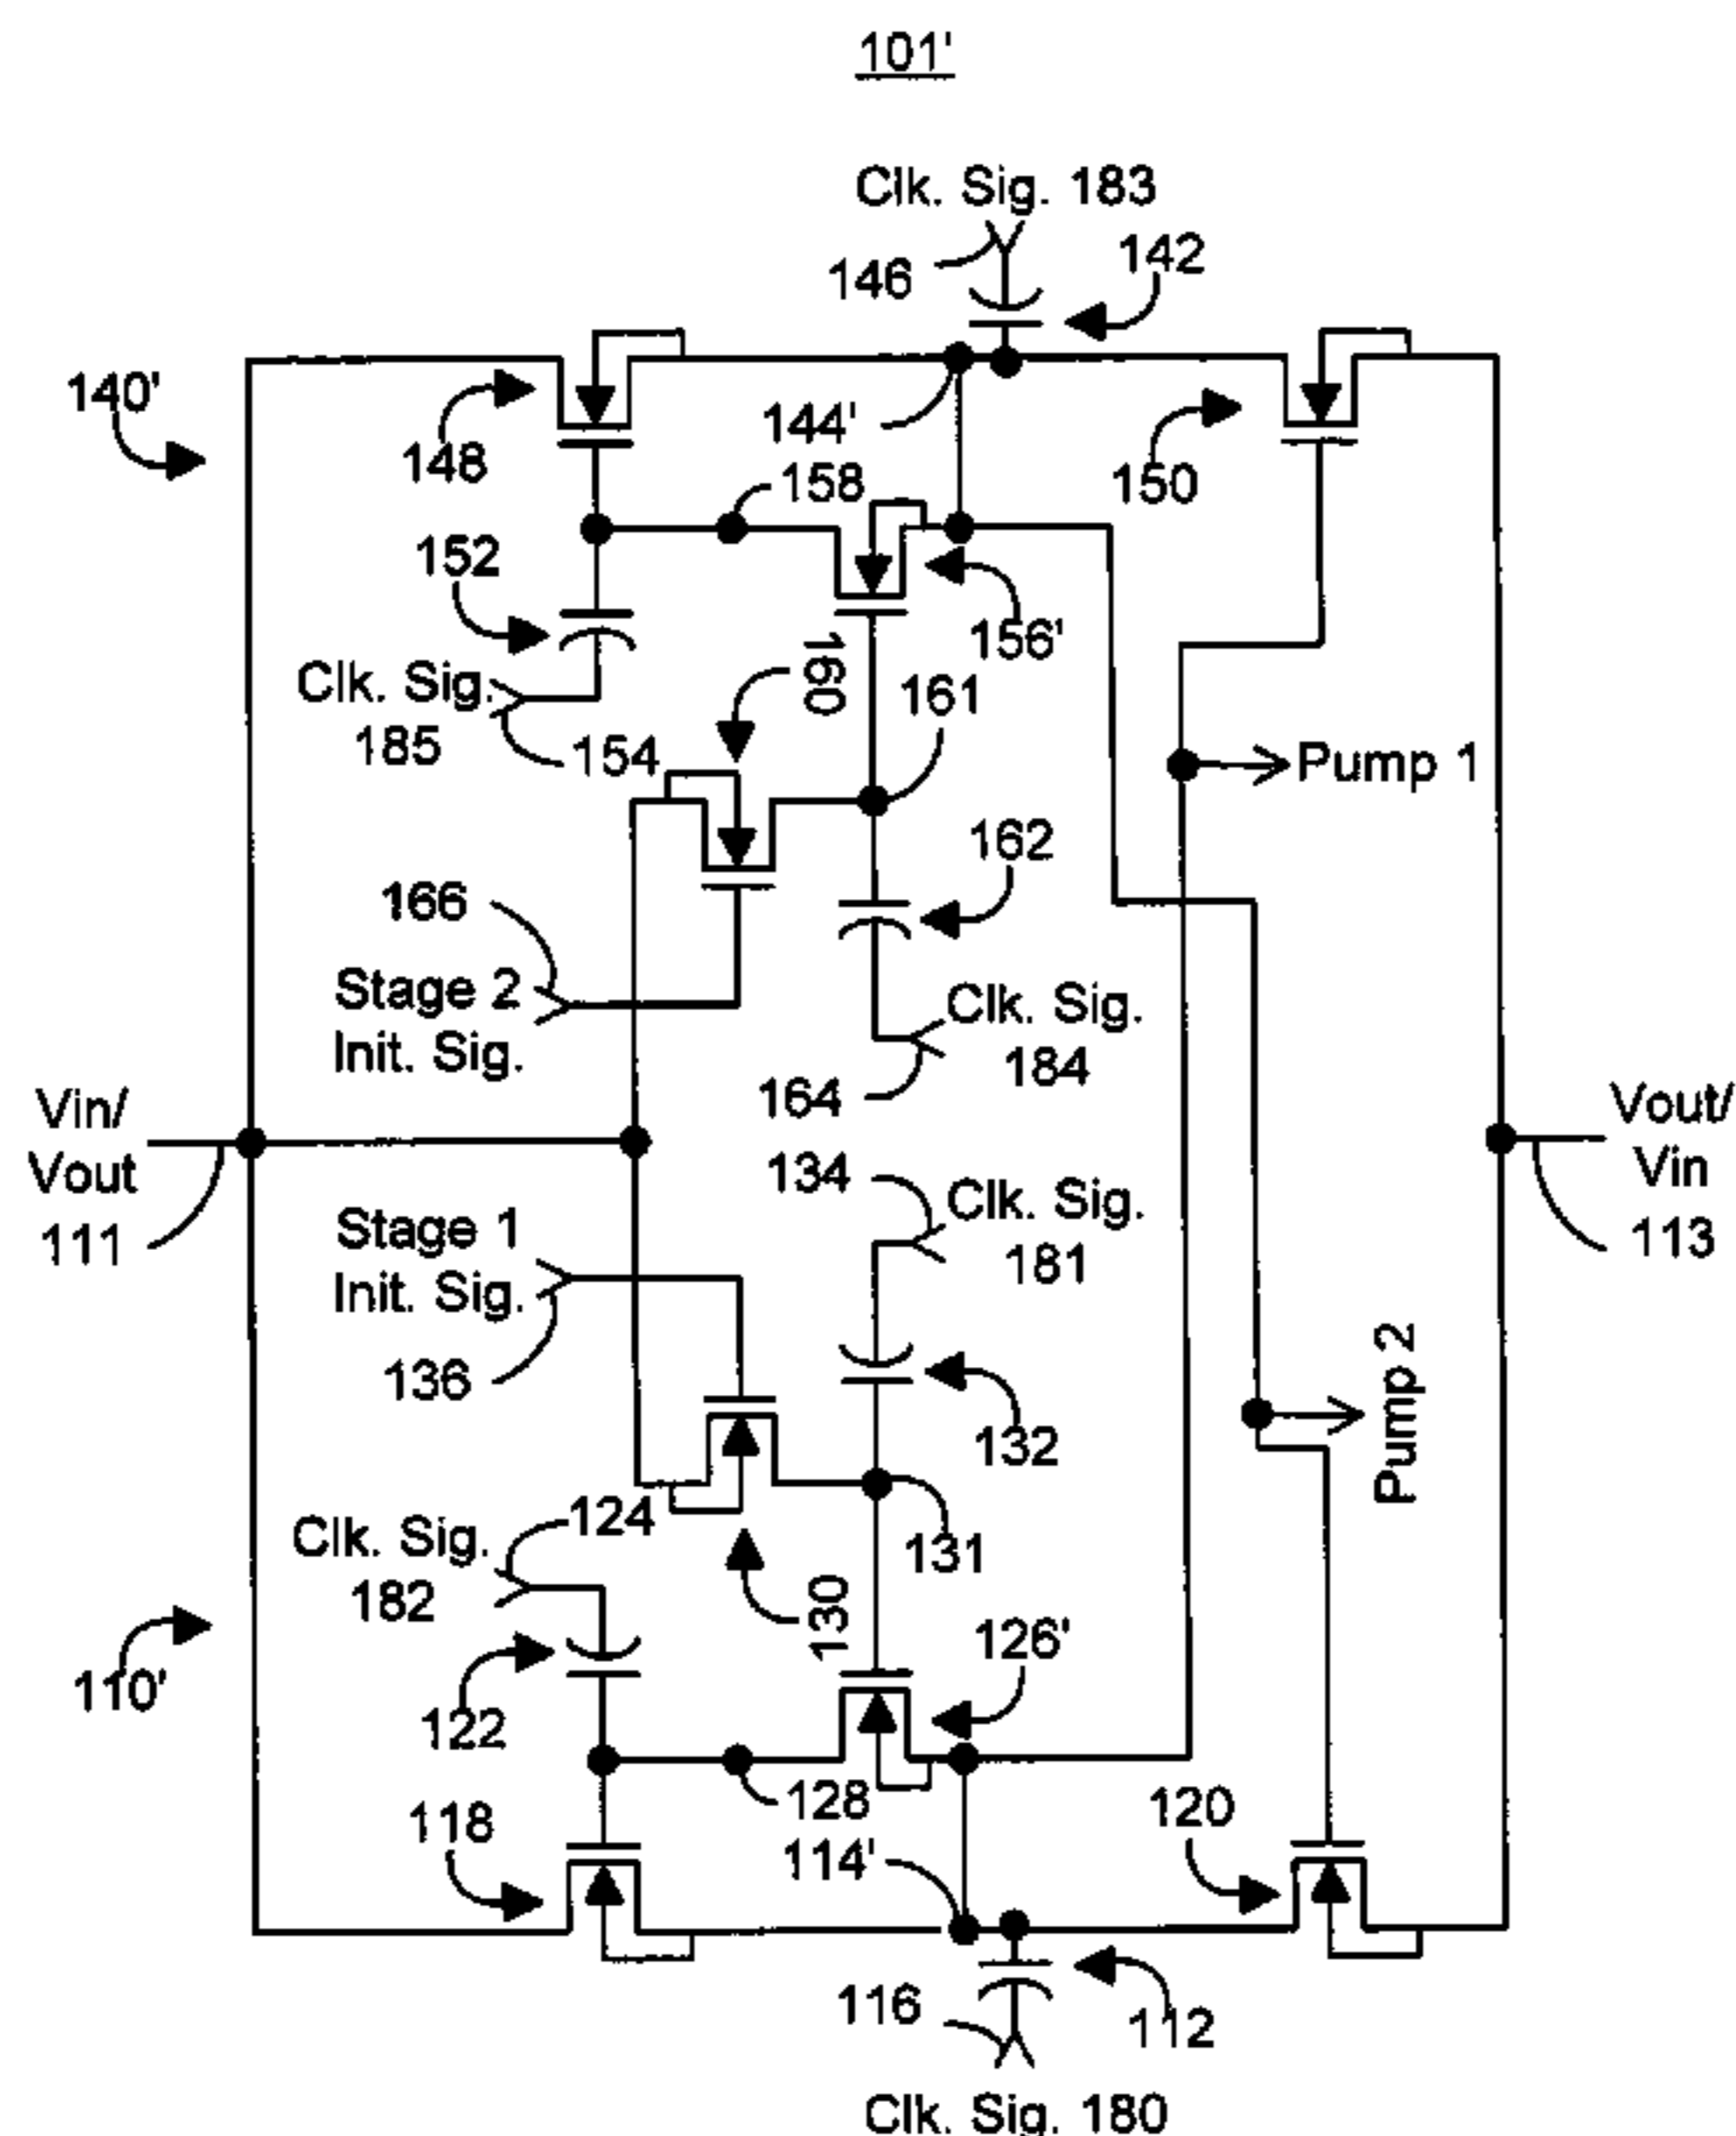 101'
Clk. Sig. 183
146
142
140'
148
144'
150
158
152
156'
160
161
Clk. Sig.
185
154
Pump 1
162
166
Stage 2
Init. Sig.
Clk. Sig.
184
164
Vin/
Vout
111
Vout/
Vin
113
134
Clk. Sig.
181
Stage 1
Init. Sig.
136
132
Pump 2
124
Clk. Sig.
182
131
130
126'
110'
122
128
118
114'
120
116
112
Clk. Sig. 180